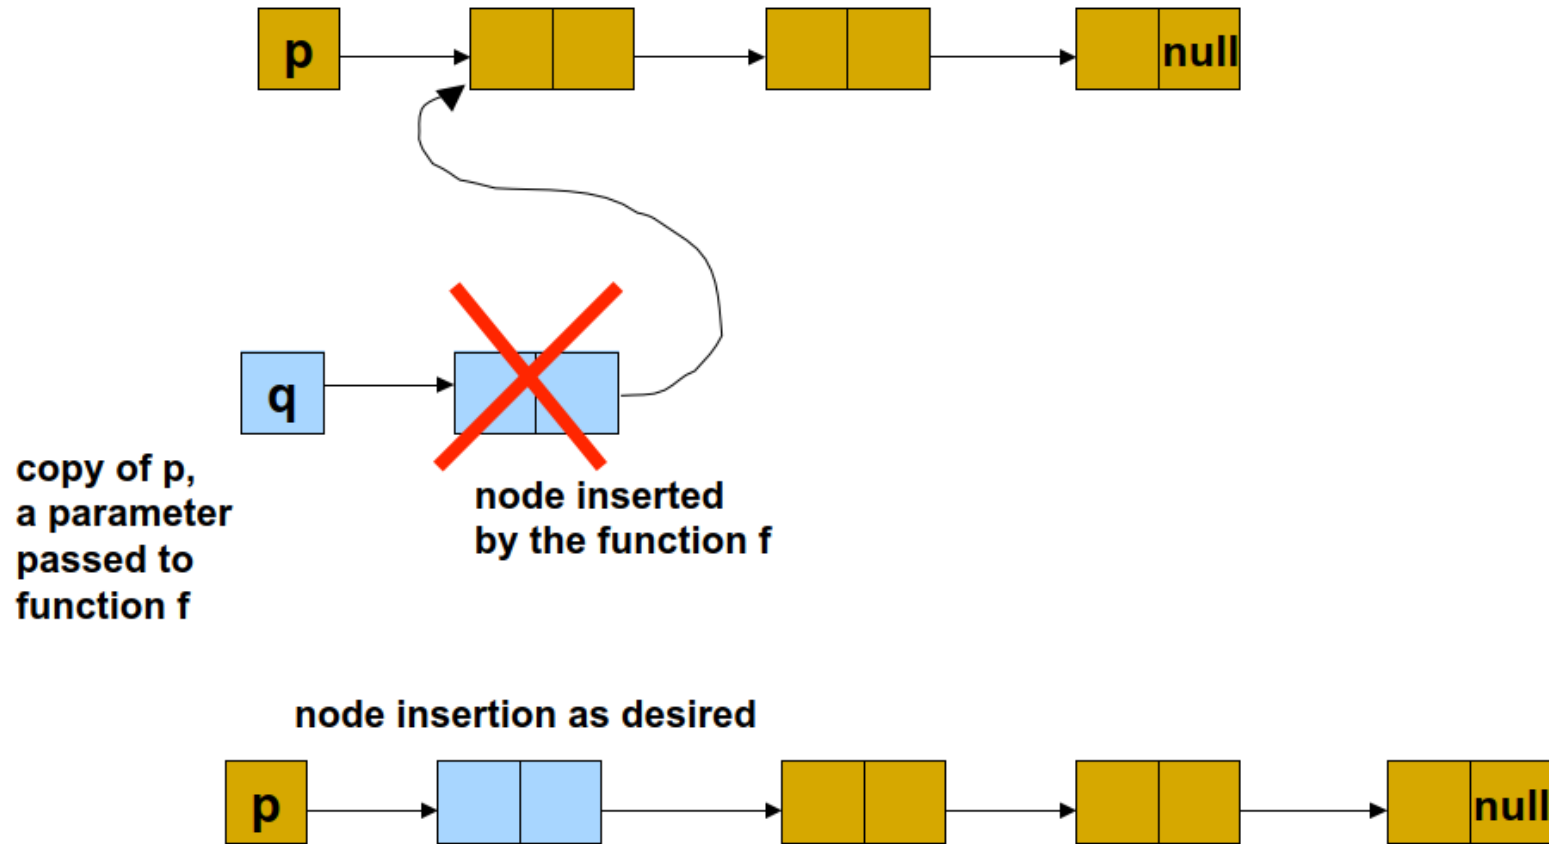 p
null
q
copy of p,
a parameter
passed to
function f
node inserted
by the function f
node insertion as desired
p
null